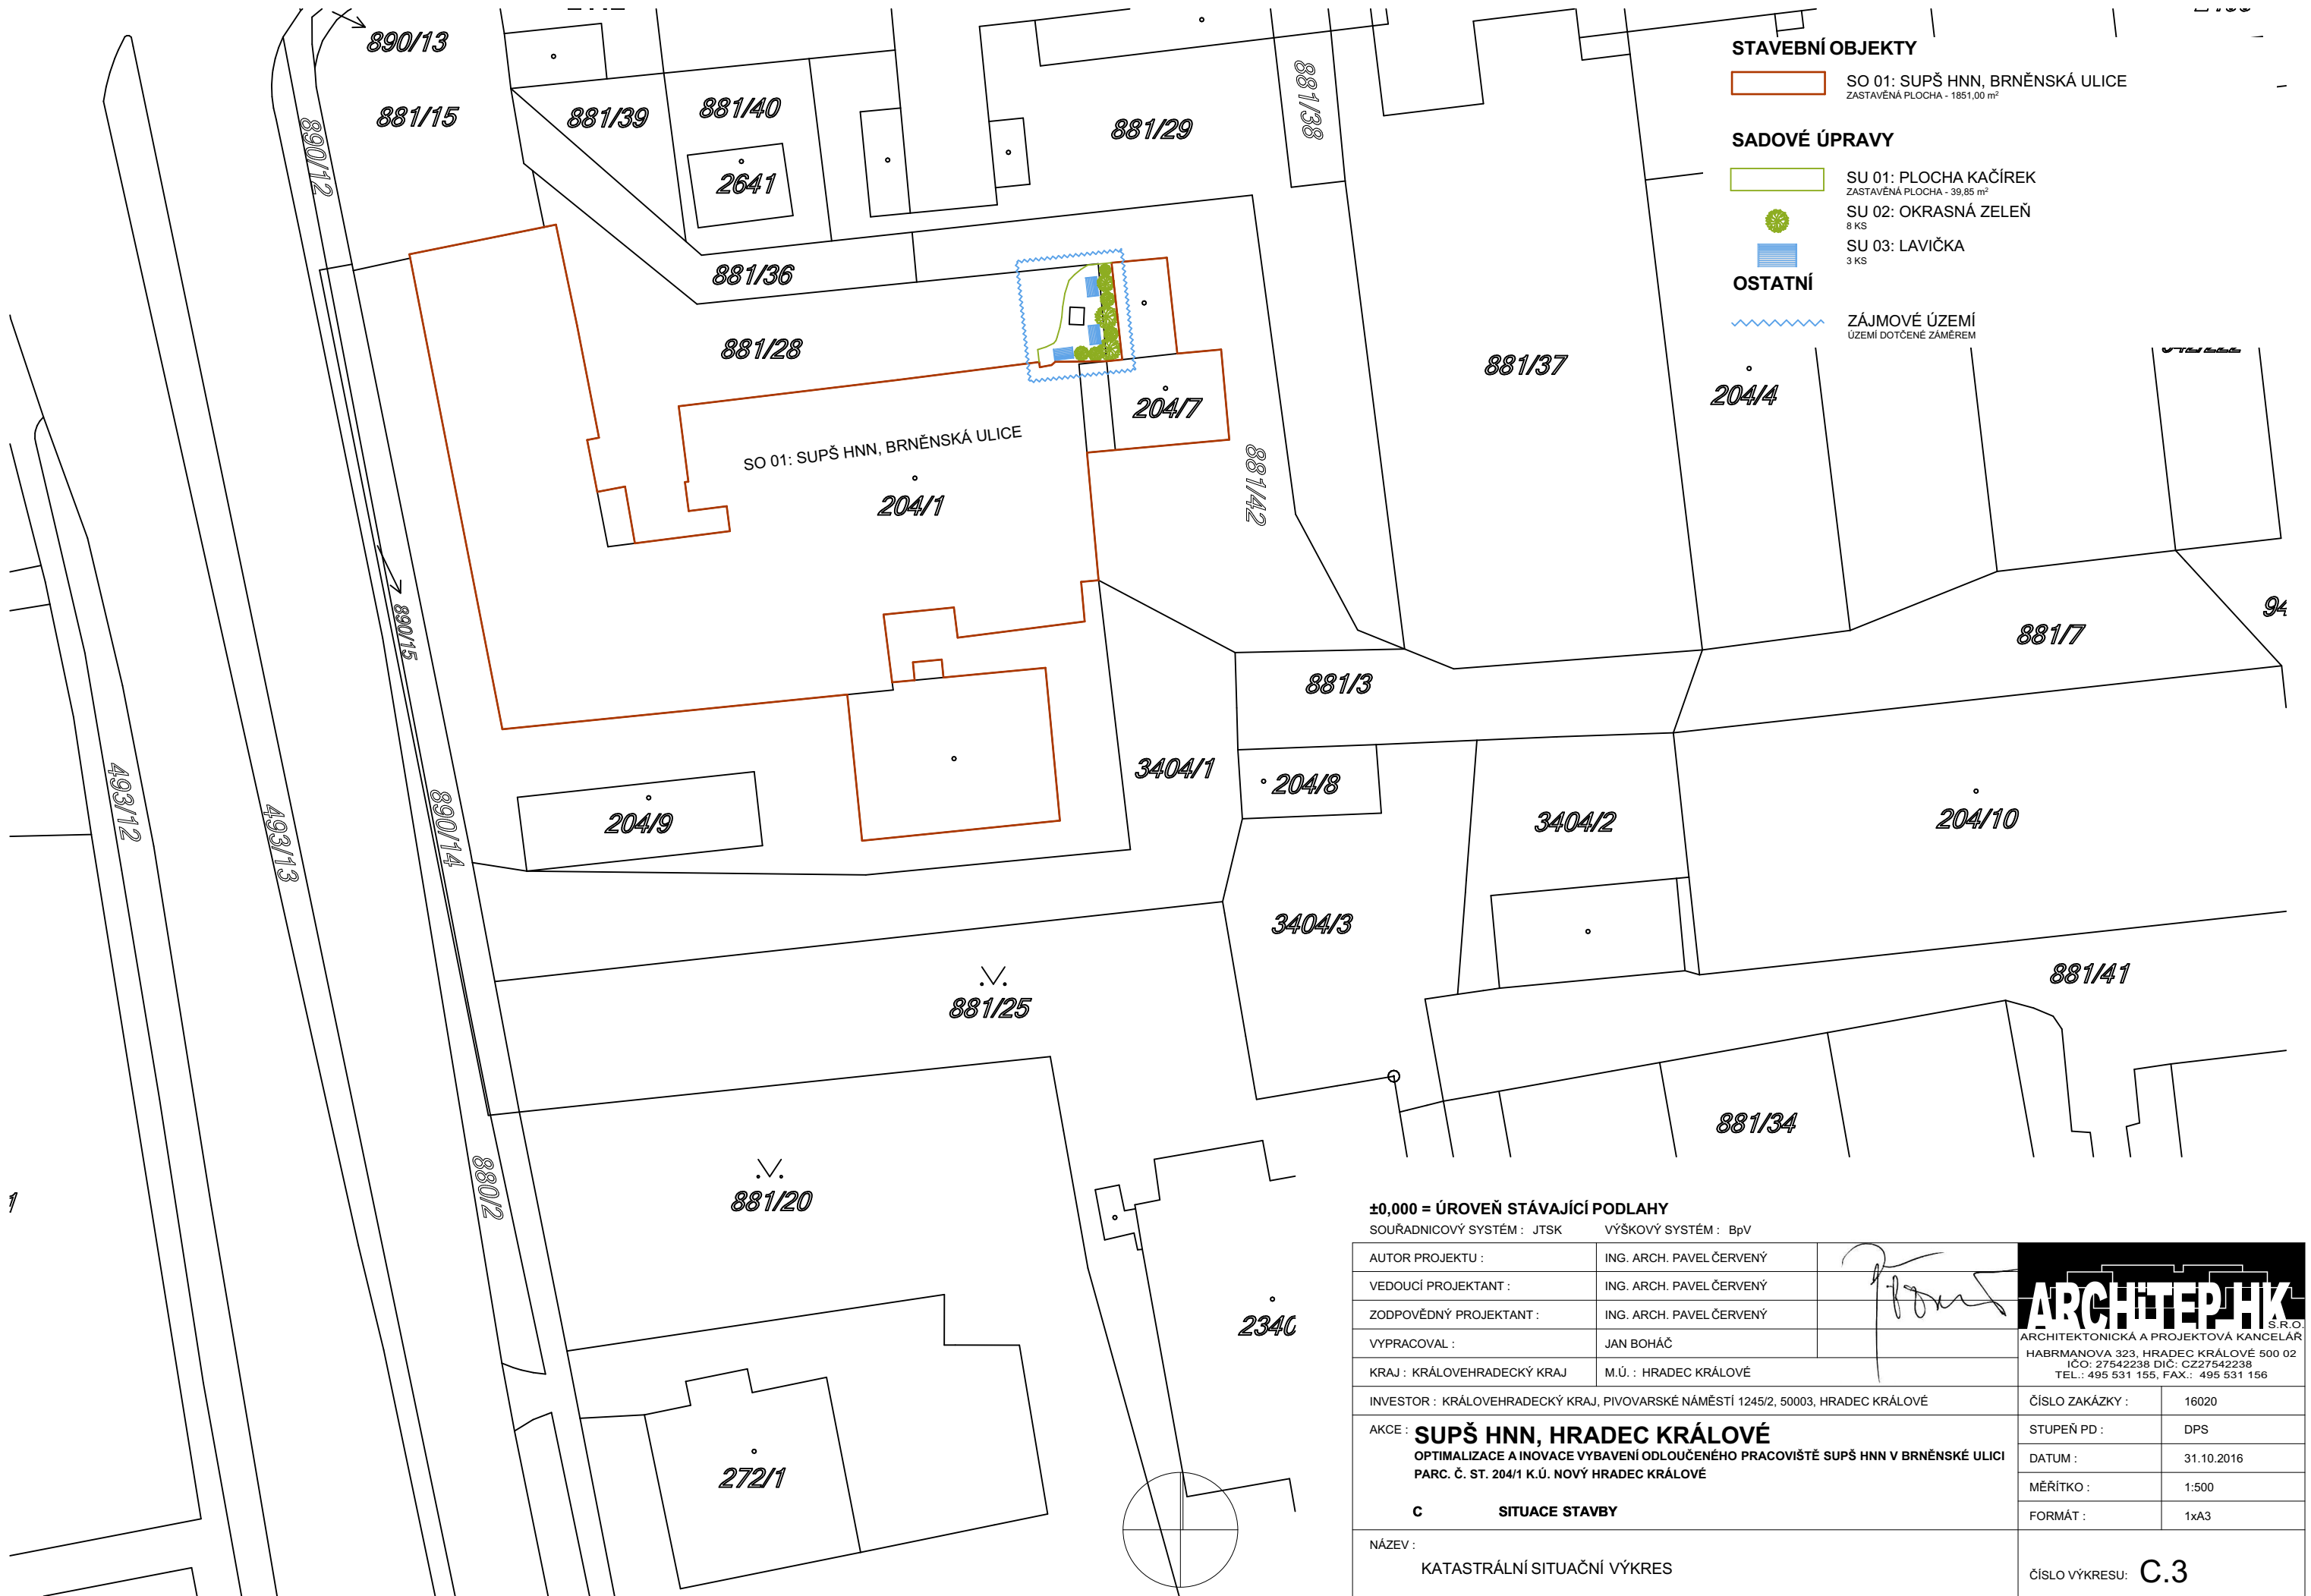 890/13
881/15
881/39
881/40
881/29
881/38
890/12
2641
881/36
881/28
204/7
881/37
204/4
881/42
SO 01: SUPŠ HNN, BRNĚNSKÁ ULICE
204/1
890/15
881/7
94
881/3
3404/1
204/8
3404/2
204/10
204/9
493/12
493/13
890/14
3404/3
881/41
881/25
881/34
880/2
881/20
2340
272/1
STAVEBNÍ OBJEKTY
SO 01: SUPŠ HNN, BRNĚNSKÁ ULICE
ZASTAVĚNÁ PLOCHA - 1851,00 m²
SADOVÉ ÚPRAVY
SU 01: PLOCHA KAČÍREK
ZASTAVĚNÁ PLOCHA - 39,85 m²
SU 02: OKRASNÁ ZELEŇ
8 KS
SU 03: LAVIČKA
3 KS
OSTATNÍ
ZÁJMOVÉ ÚZEMÍ
ÚZEMÍ DOTČENÉ ZÁMĚREM
±0,000 = ÚROVEŇ STÁVAJÍCÍ PODLAHY
SOUŘADNICOVÝ SYSTÉM : JTSK VÝŠKOVÝ SYSTÉM : BpV
AUTOR PROJEKTU : ING. ARCH. PAVEL ČERVENÝ
VEDOUCÍ PROJEKTANT : ING. ARCH. PAVEL ČERVENÝ
ZODPOVĚDNÝ PROJEKTANT : ING. ARCH. PAVEL ČERVENÝ
VYPRACOVAL : JAN BOHÁČ
KRAJ : KRÁLOVEHRADECKÝ KRAJ M.Ú. : HRADEC KRÁLOVÉ
ARCHiTEP HK
S.R.O.
ARCHITEKTONICKÁ A PROJEKTOVÁ KANCELÁŘ
HABRMANOVA 323, HRADEC KRÁLOVÉ 500 02
IČO: 27542238 DIČ: CZ27542238
TEL.: 495 531 155, FAX.: 495 531 156
INVESTOR : KRÁLOVEHRADECKÝ KRAJ, PIVOVARSKÉ NÁMĚSTÍ 1245/2, 50003, HRADEC KRÁLOVÉ
AKCE : SUPŠ HNN, HRADEC KRÁLOVÉ
OPTIMALIZACE A INOVACE VYBAVENÍ ODLOUČENÉHO PRACOVIŠTĚ SUPŠ HNN V BRNĚNSKÉ ULICI
PARC. Č. ST. 204/1 K.Ú. NOVÝ HRADEC KRÁLOVÉ
C SITUACE STAVBY
NÁZEV :
KATASTRÁLNÍ SITUAČNÍ VÝKRES
ČÍSLO ZAKÁZKY : 16020
STUPEŇ PD : DPS
DATUM : 31.10.2016
MĚŘÍTKO : 1:500
FORMÁT : 1xA3
ČÍSLO VÝKRESU: C.3